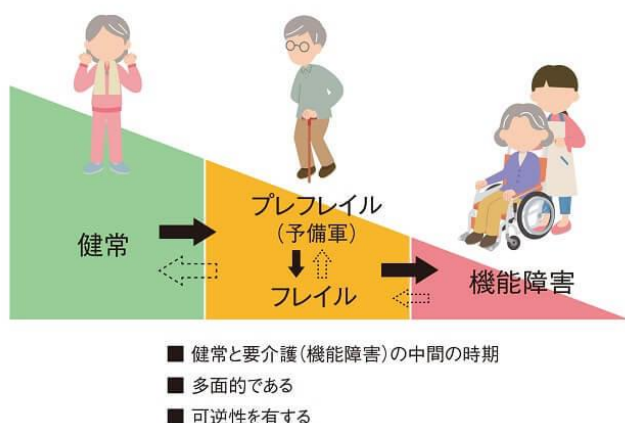 健常
プレフレイル
(予備軍)
フレイル
機能障害
■ 健常と要介護(機能障害)の中間の時期
■ 多面的である
■ 可逆性を有する